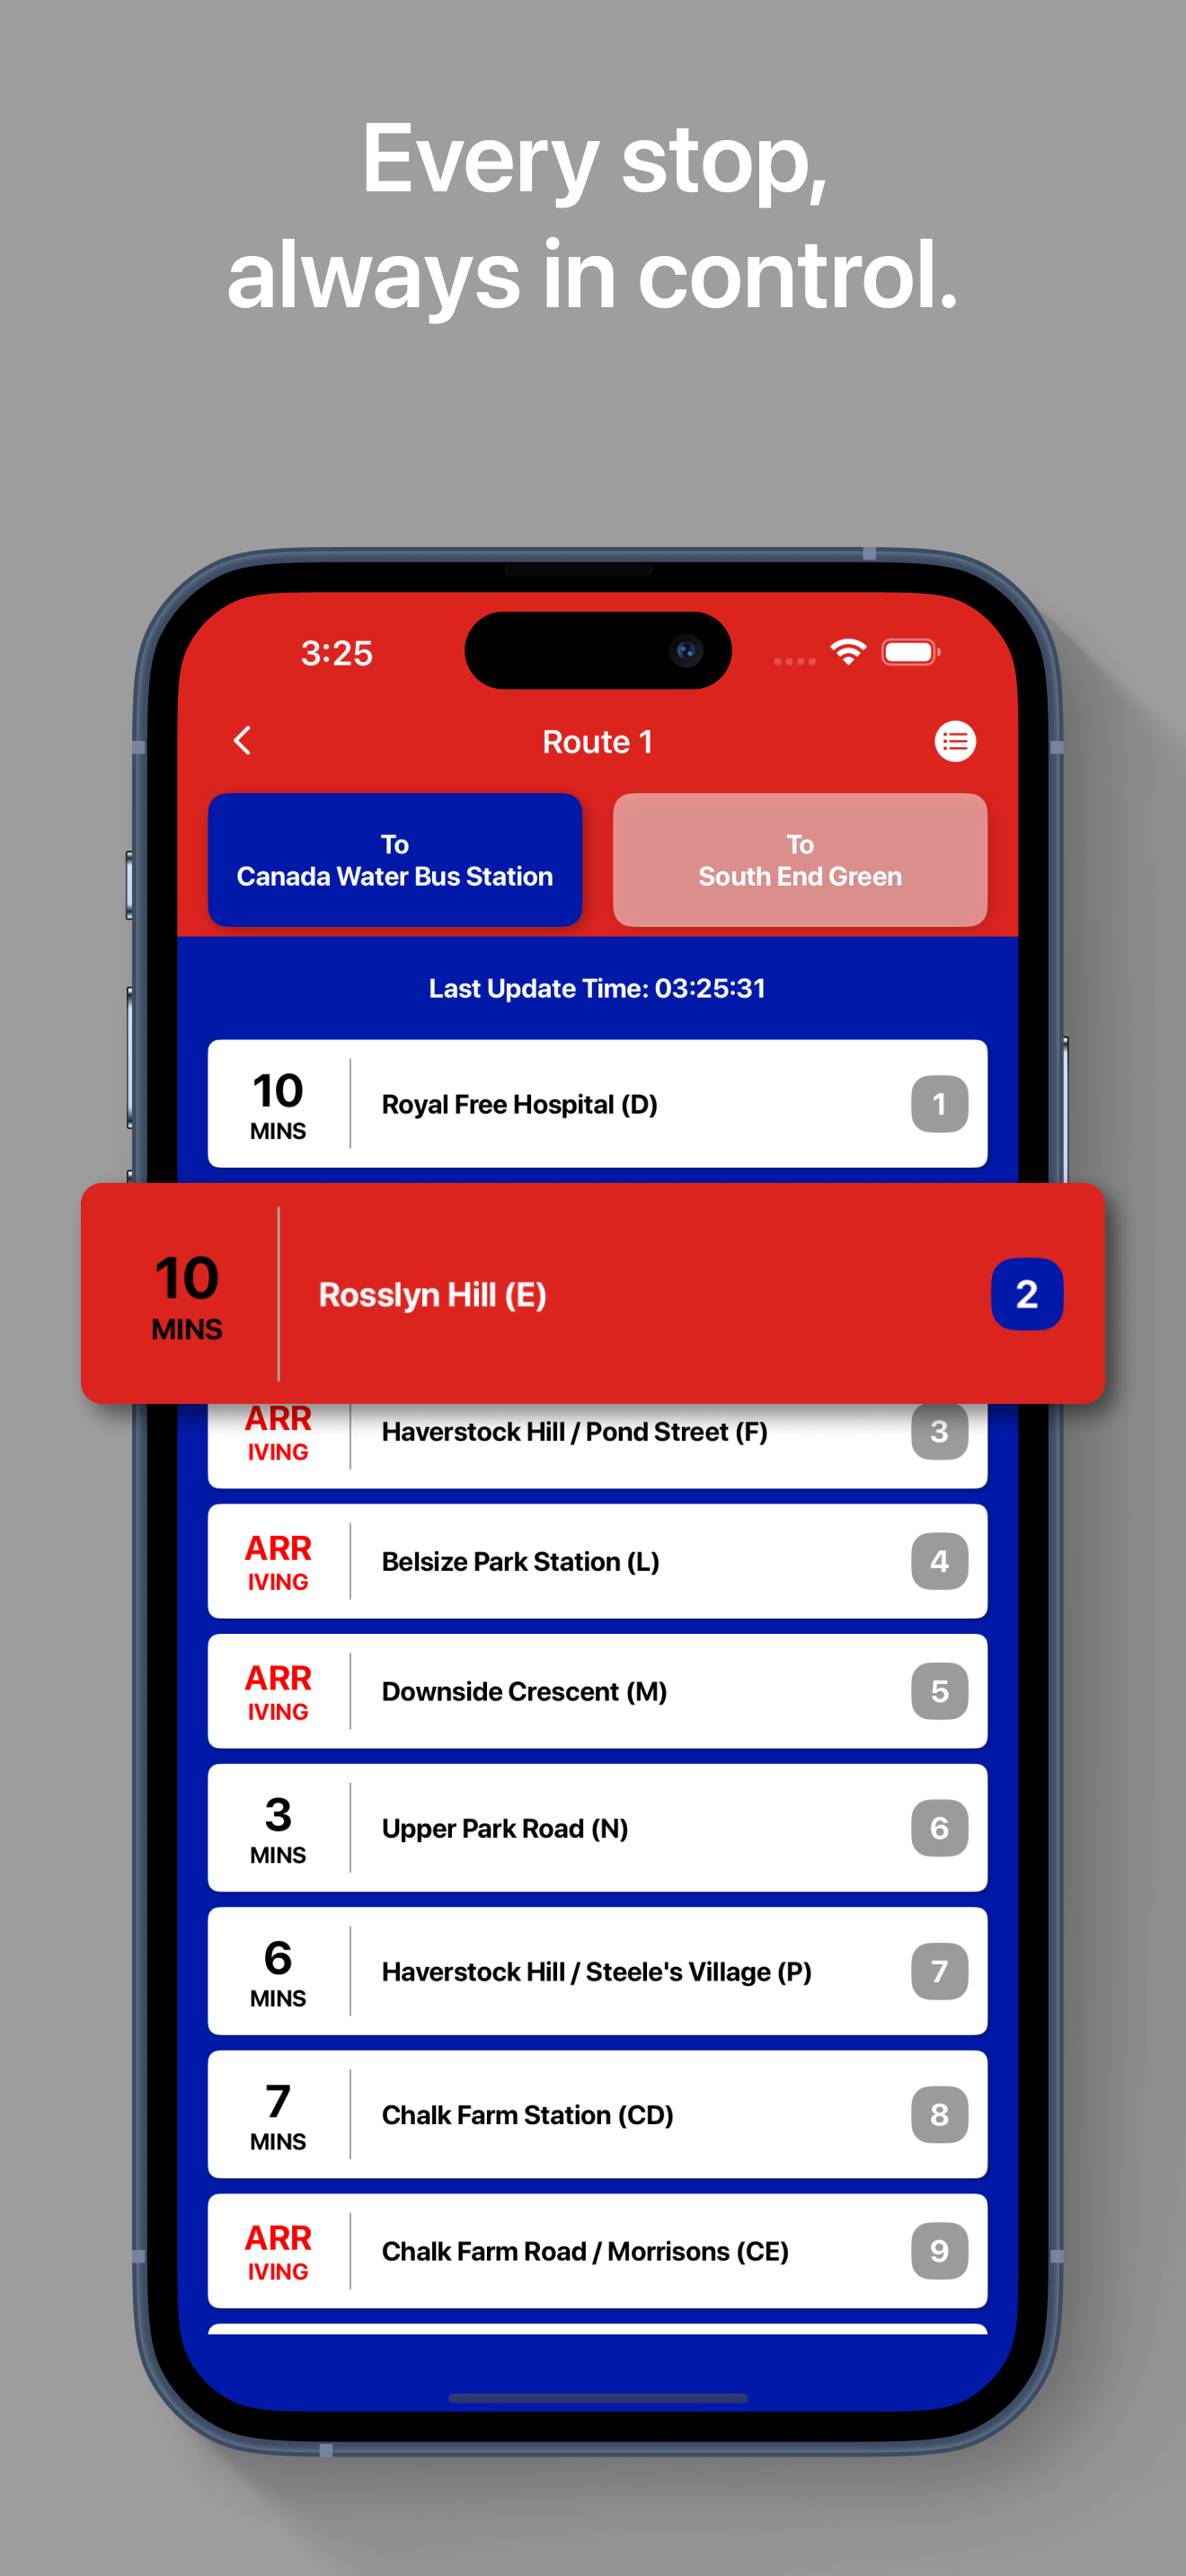 Every stop,
always in control.
3:25
Route 1
To
Canada Water Bus Station
To
South End Green
Last Update Time: 03:25:31
10
MINS
Royal Free Hospital (D)
1
10
MINS
Rosslyn Hill (E)
2
ARR
IVING
Haverstock Hill / Pond Street (F)
3
ARR
IVING
Belsize Park Station (L)
4
ARR
IVING
Downside Crescent (M)
5
3
MINS
Upper Park Road (N)
6
6
MINS
Haverstock Hill / Steele's Village (P)
7
7
MINS
Chalk Farm Station (CD)
8
ARR
IVING
Chalk Farm Road / Morrisons (CE)
9